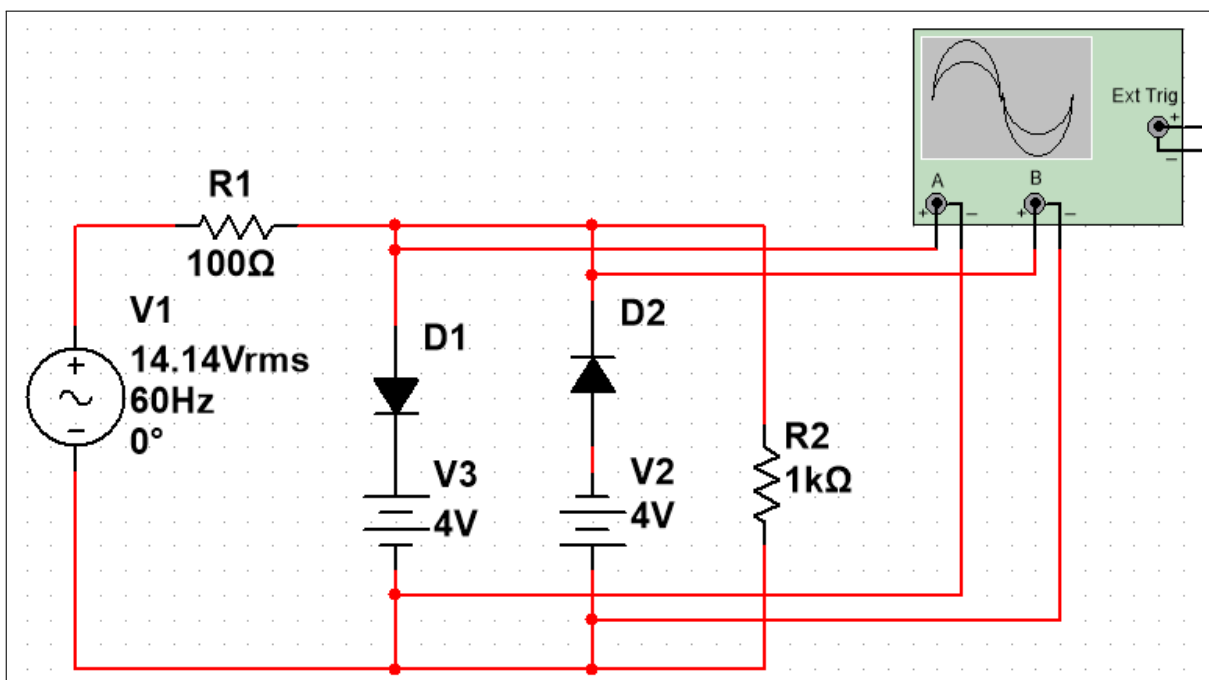 Ext Trig
+
−
A
B
+
−
+
−
R1
100Ω
V1
14.14Vrms
60Hz
0°
+
−
D1
D2
V3
4V
V2
4V
R2
1kΩ